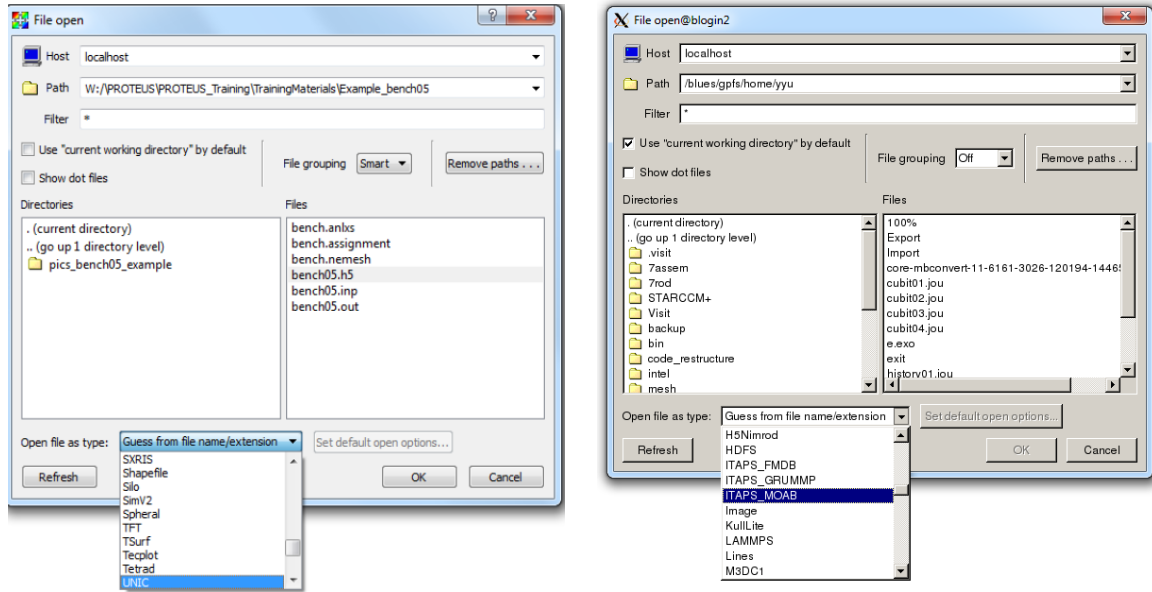 File open
Host localhost
Path W:/\PROTEUS\PROTEUS_Training\TrainingMaterials\Example_bench05
Filter *
Use "current working directory" by default
Show dot files
File grouping Smart
Remove paths . . .
Directories
. (current directory)
.. (go up 1 directory level)
pics_bench05_example
Files
bench.anlxs
bench.assignment
bench.nemesh
bench05.h5
bench05.inp
bench05.out
Open file as type: Guess from file name/extension
Set default open options...
SXRIS
Shapefile
Silo
SimV2
Spheral
TFT
TSurf
Tecplot
Tetrad
UNIC
Refresh
OK
Cancel
File open@blogin2
Host localhost
Path /blues/gpfs/home/yyu
Filter *
Use "current working directory" by default
Show dot files
File grouping Off
Remove paths . . .
Directories
. (current directory)
.. (go up 1 directory level)
.visit
7assem
7rod
STARCCM+
Visit
backup
bin
code_restructure
intel
mesh
Files
100%
Export
Import
core-mbconvert-11-6161-3026-120194-1446
cubit01.jou
cubit02.jou
cubit03.jou
cubit04.jou
e.exo
exit
history01.jou
Open file as type: Guess from file name/extension
Set default open options...
H5Nimrod
HDFS
ITAPS_FMDB
ITAPS_GRUMMP
ITAPS_MOAB
Image
KullLite
LAMMPS
Lines
M3DC1
Refresh
OK
Cancel